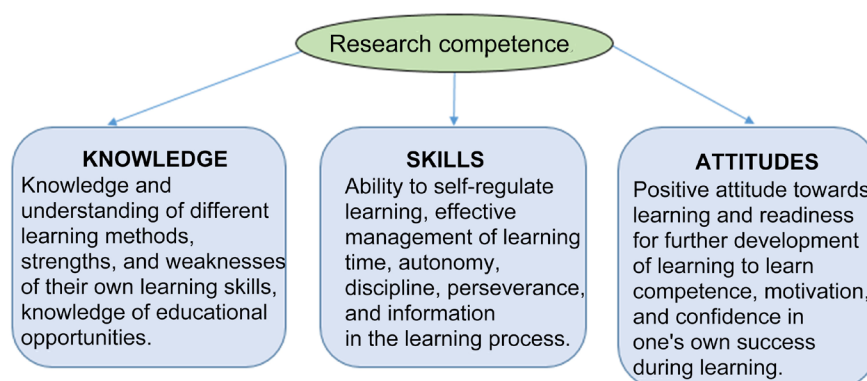 Research competence.
KNOWLEDGE
Knowledge and
understanding of different
learning methods,
strengths, and weaknesses
of their own learning skills,
knowledge of educational
opportunities.
SKILLS
Ability to self-regulate
learning, effective
management of learning
time, autonomy,
discipline, perseverance,
and information
in the learning process.
ATTITUDES
Positive attitude towards
learning and readiness
for further development
of learning to learn
competence, motivation,
and confidence in
one's own success
during learning.